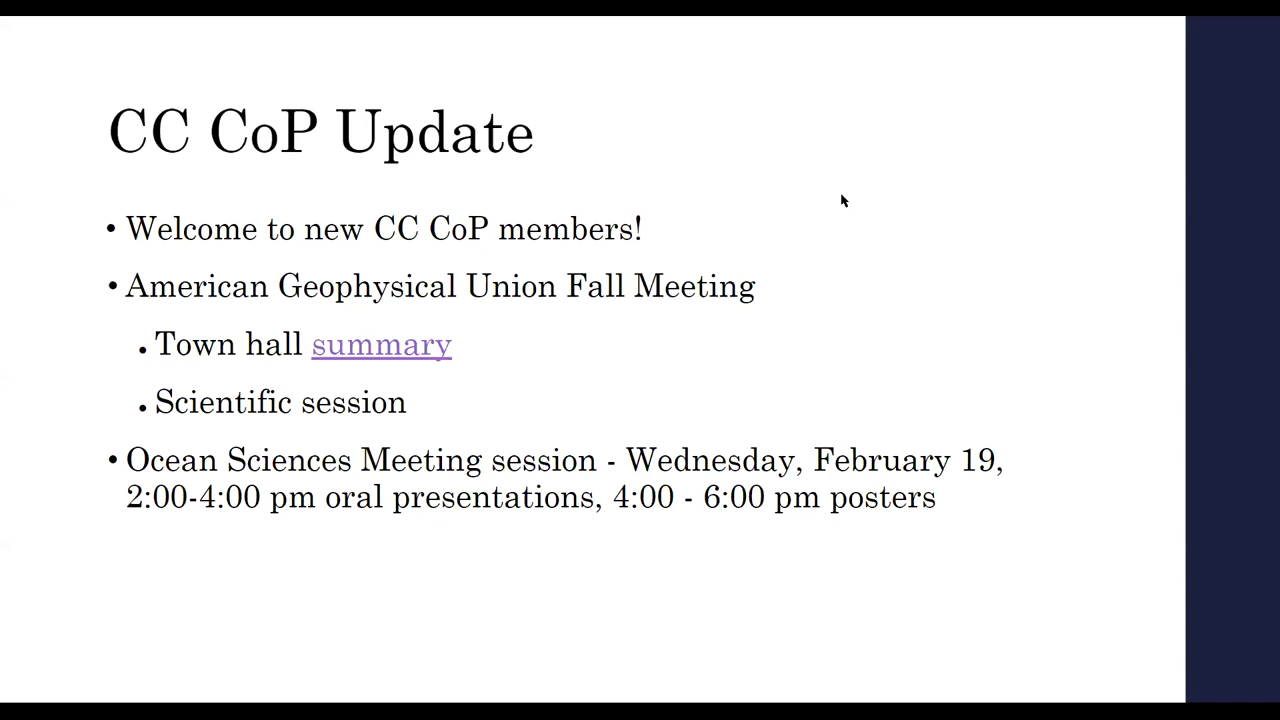 CC CoP Update
• Welcome to new CC CoP members!
• American Geophysical Union Fall Meeting
• Town hall summary
• Scientific session
• Ocean Sciences Meeting session - Wednesday, February 19,
2:00-4:00 pm oral presentations, 4:00 - 6:00 pm posters